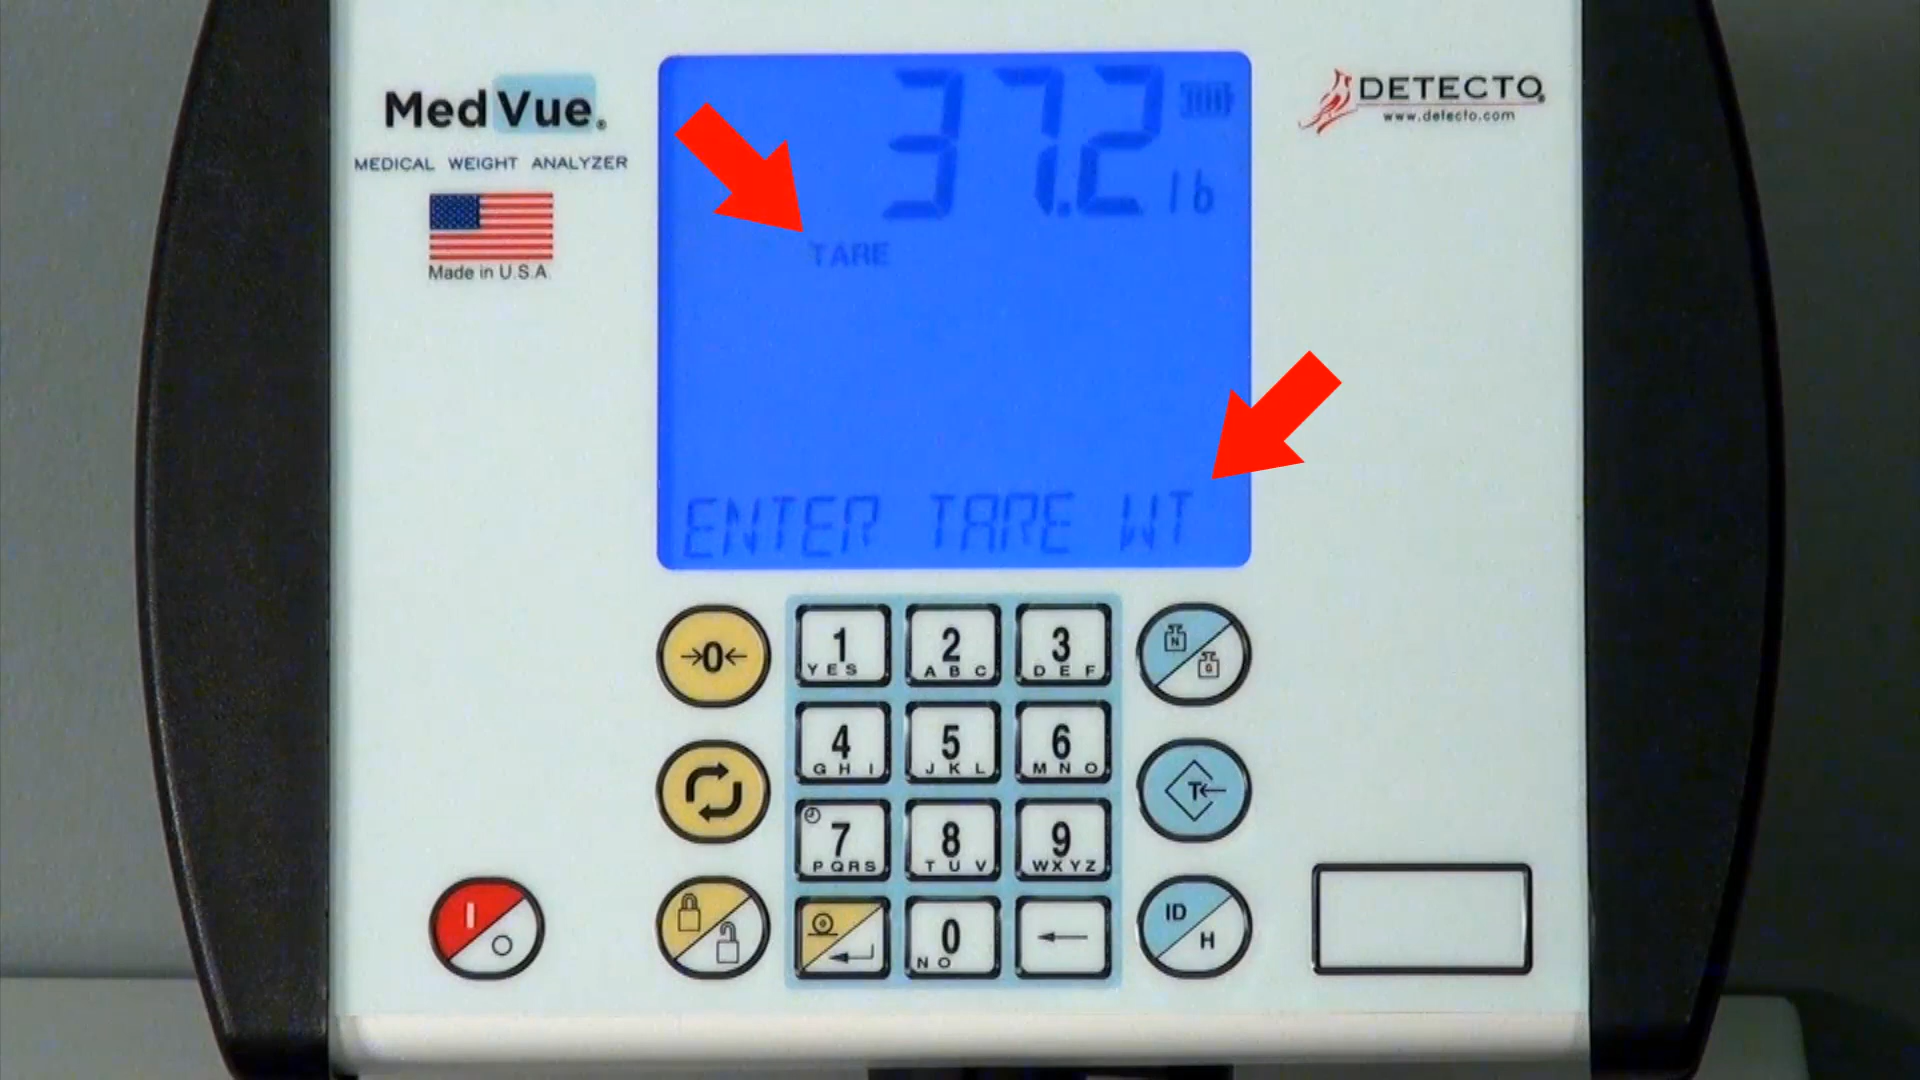 MedVue®
MEDICAL WEIGHT ANALYZER
Made in U.S.A.
DETECTO®
www.detecto.com
37.2 lb
TARE
ENTER TARE WT
→0←
1
YES
2
ABC
3
DEF
N
G
4
GHI
5
JKL
6
MNO
T
7
PQRS
8
TUV
9
WXYZ
I
O
0
NO
ID
H